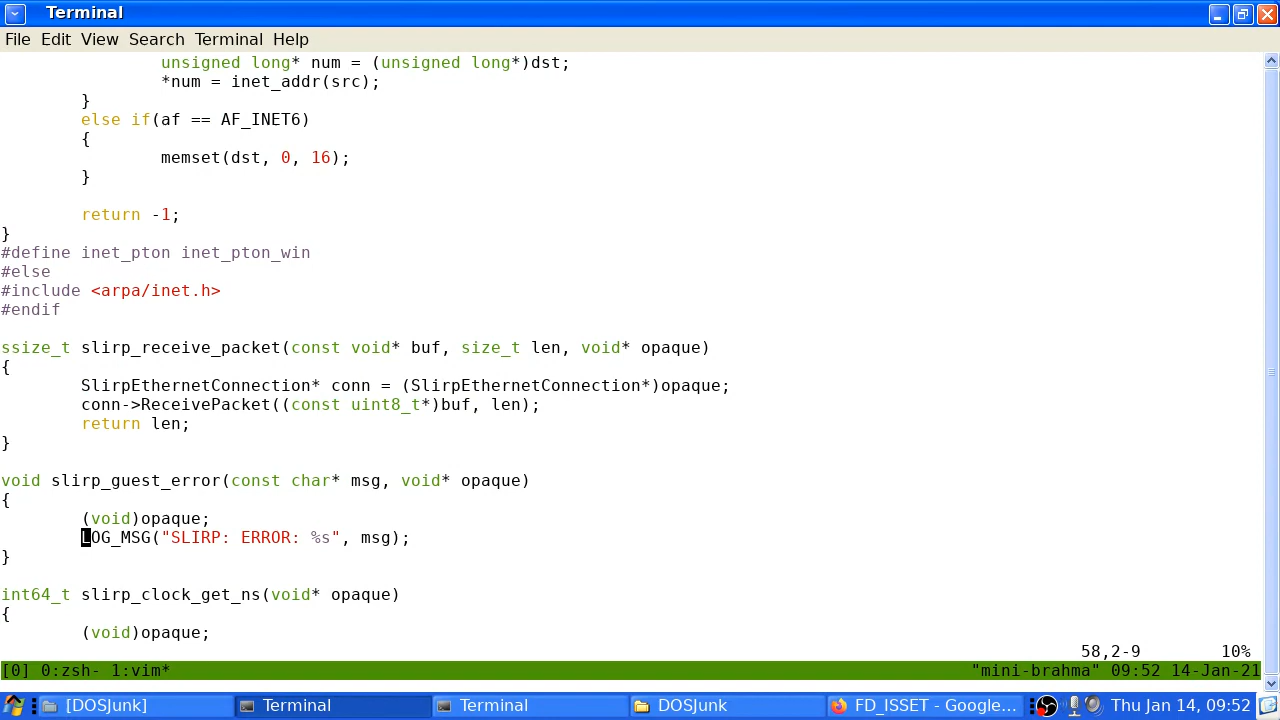 Terminal
File Edit View Search Terminal Help
unsigned long* num = (unsigned long*)dst;
*num = inet_addr(src);
}
else if(af == AF_INET6)
{
memset(dst, 0, 16);
}
return -1;
}
#define inet_pton inet_pton_win
#else
#include <arpa/inet.h>
#endif
ssize_t slirp_receive_packet(const void* buf, size_t len, void* opaque)
{
SlirpEthernetConnection* conn = (SlirpEthernetConnection*)opaque;
conn->ReceivePacket((const uint8_t*)buf, len);
return len;
}
void slirp_guest_error(const char* msg, void* opaque)
{
(void)opaque;
LOG_MSG("SLIRP: ERROR: %s", msg);
}
int64_t slirp_clock_get_ns(void* opaque)
{
(void)opaque;
58,2-9 10%
[0] 0:zsh- 1:vim* "mini-brahma" 09:52 14-Jan-21
[DOSJunk] Terminal Terminal DOSJunk FD_ISSET - Google... Thu Jan 14, 09:52